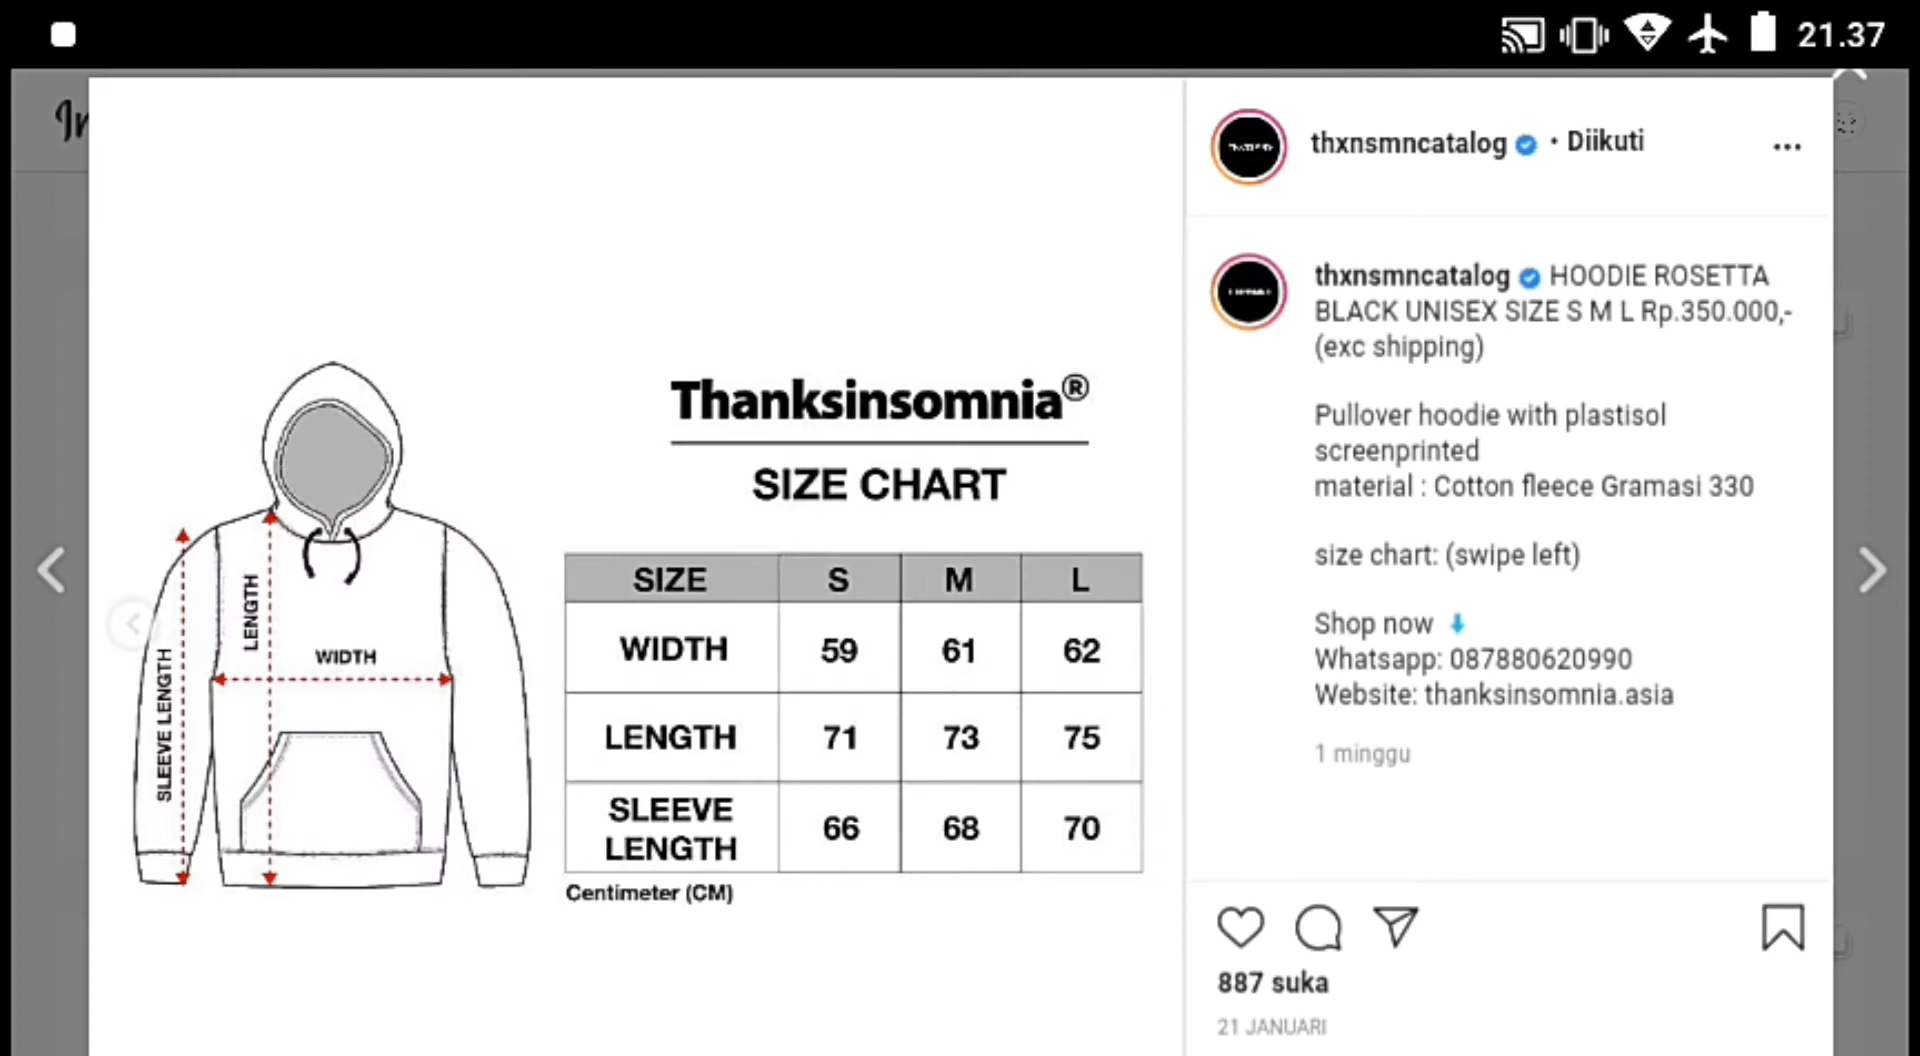 21.37
thxnsmncatalog • Diikuti
thxnsmncatalog HOODIE ROSETTA
BLACK UNISEX SIZE S M L Rp.350.000,-
(exc shipping)
Pullover hoodie with plastisol
screenprinted
material : Cotton fleece Gramasi 330
size chart: (swipe left)
Shop now
Whatsapp: 087880620990
Website: thanksinsomnia.asia
1 minggu
887 suka
21 JANUARI
Thanksinsomnia®
SIZE CHART
SIZE S M L
WIDTH 59 61 62
LENGTH 71 73 75
SLEEVE
LENGTH 66 68 70
Centimeter (CM)
SLEEVE LENGTH
LENGTH
WIDTH